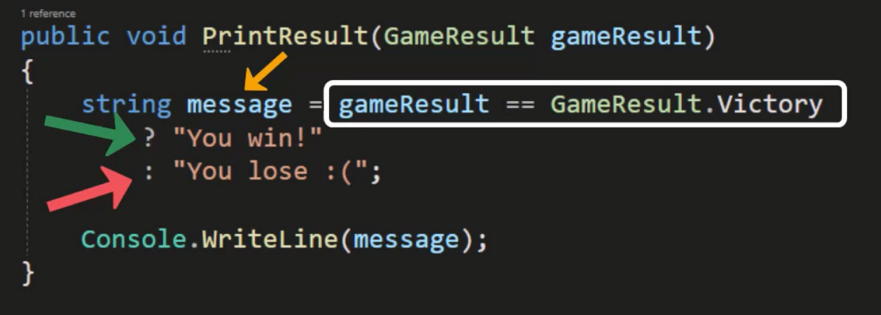 1 reference
public void PrintResult(GameResult gameResult)
{
string message = gameResult == GameResult.Victory
? "You win!"
: "You lose :(";
Console.WriteLine(message);
}